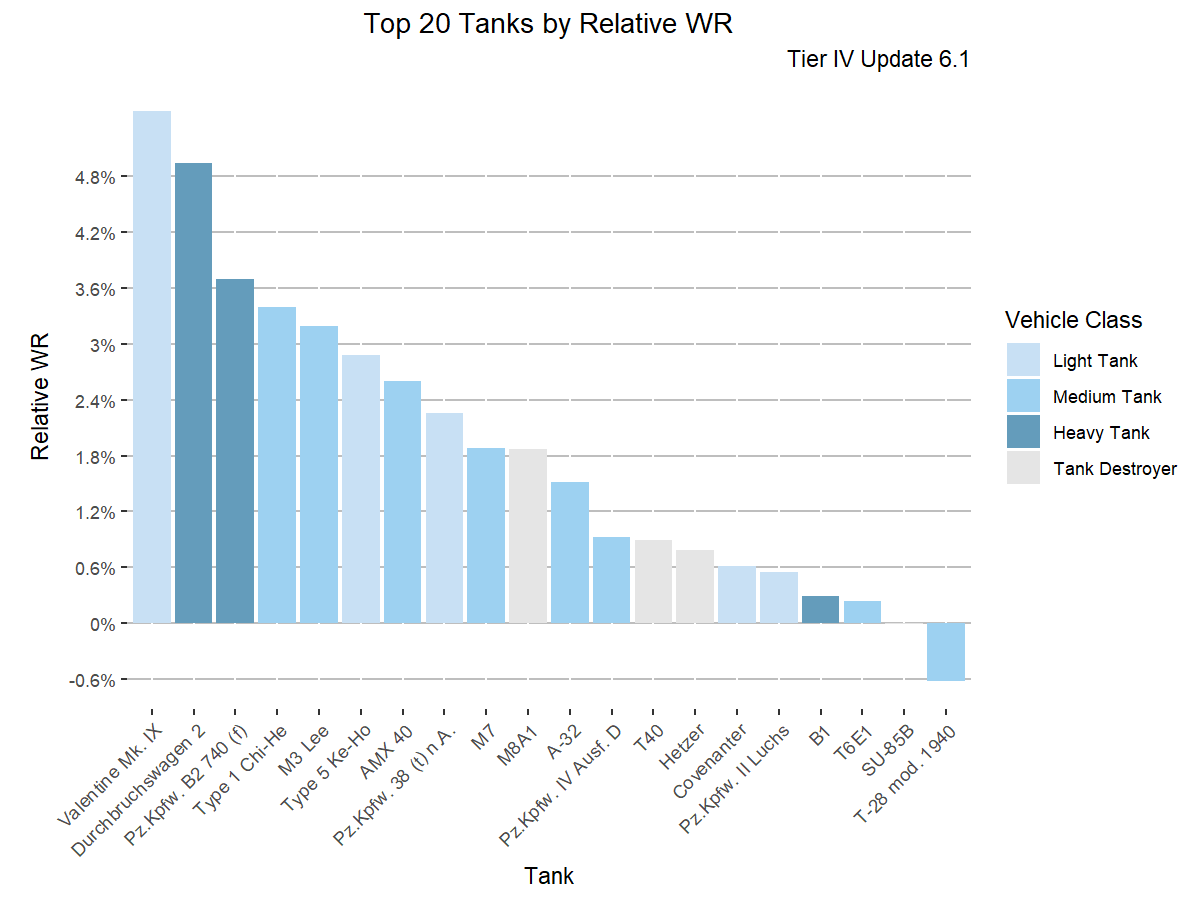 Top 20 Tanks by Relative WR
Tier IV Update 6.1
4.8%
4.2%
3.6%
3%
2.4%
1.8%
1.2%
0.6%
0%
-0.6%
Relative WR
Valentine Mk. IX
Durchbruchswagen 2
Pz.Kpfw. B2 740 (f)
Type 1 Chi-He
M3 Lee
Type 5 Ke-Ho
AMX 40
Pz.Kpfw. 38 (t) n.A.
M7
M8A1
A-32
Pz.Kpfw. IV Ausf. D
T40
Hetzer
Covenanter
Pz.Kpfw. II Luchs
B1
T6E1
SU-85B
T-28 mod. 1940
Tank
Vehicle Class
Light Tank
Medium Tank
Heavy Tank
Tank Destroyer